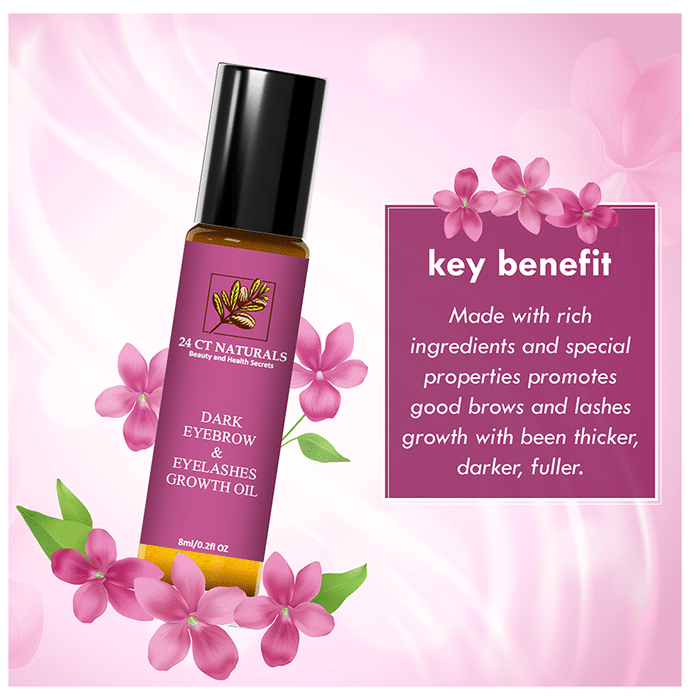 24 CT NATURALS
Beauty and Health Secrets
DARK
EYEBROW
&
EYELASHES
GROWTH OIL
8ml/0.2fl OZ
key benefit
Made with rich
ingredients and special
properties promotes
good brows and lashes
growth with been thicker,
darker, fuller.